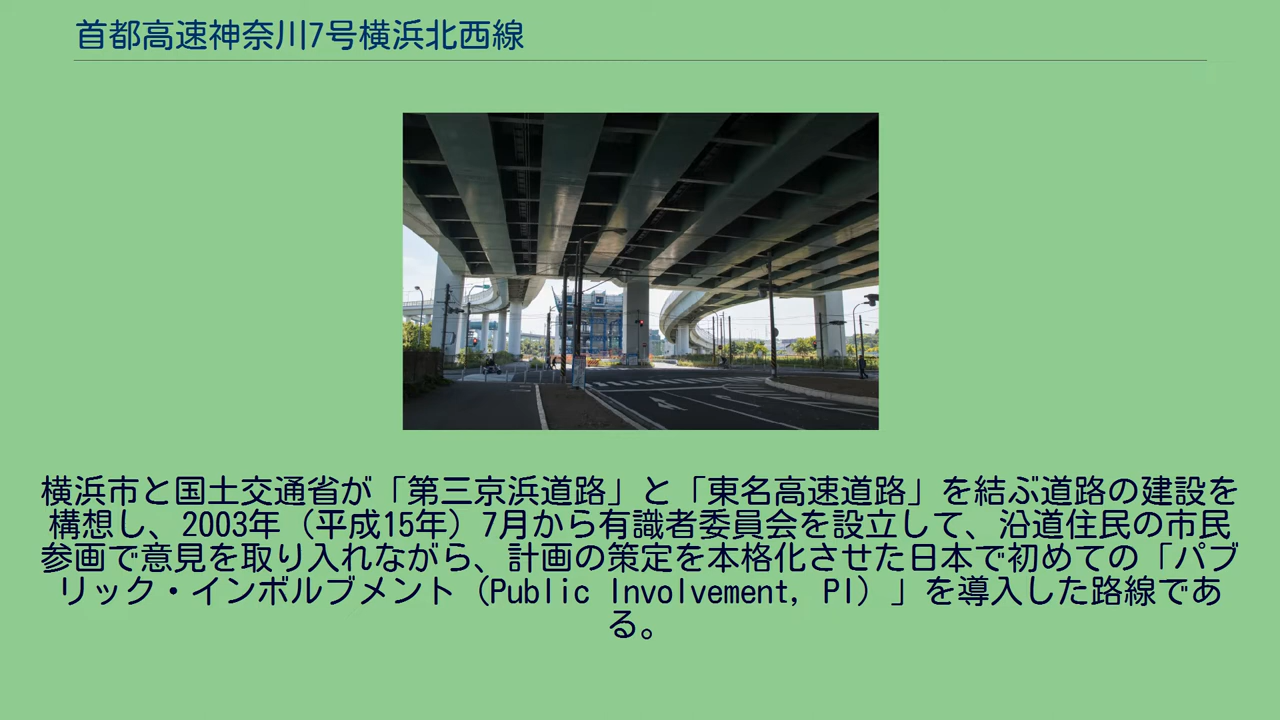 首都高速神奈川7号横浜北西線
横浜市と国土交通省が「第三京浜道路」と「東名高速道路」を結ぶ道路の建設を
構想し、2003年（平成15年）7月から有識者委員会を設立して、沿道住民の市民
参画で意見を取り入れながら、計画の策定を本格化させた日本で初めての「パブ
リック・インボルブメント（Public Involvement, PI）」を導入した路線であ
る。